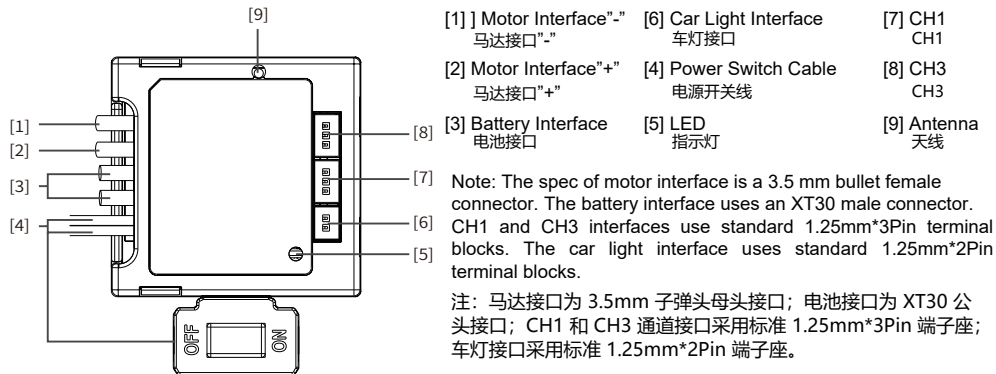 [9]
[1]
[2]
[3]
[4]
[8]
[7]
[6]
[5]
OFF
ON
[1] ] Motor Interface”-” [6] Car Light Interface [7] CH1
马达接口”-” 车灯接口 CH1
[2] Motor Interface”+” [4] Power Switch Cable [8] CH3
马达接口”+” 电源开关线 CH3
[3] Battery Interface [5] LED [9] Antenna
电池接口 指示灯 天线
Note: The spec of motor interface is a 3.5 mm bullet female
connector. The battery interface uses an XT30 male connector.
CH1 and CH3 interfaces use standard 1.25mm*3Pin terminal
blocks. The car light interface uses standard 1.25mm*2Pin
terminal blocks.
注：马达接口为 3.5mm 子弹头母头接口；电池接口为 XT30 公
头接口；CH1 和 CH3 通道接口采用标准 1.25mm*3Pin 端子座；
车灯接口采用标准 1.25mm*2Pin 端子座。